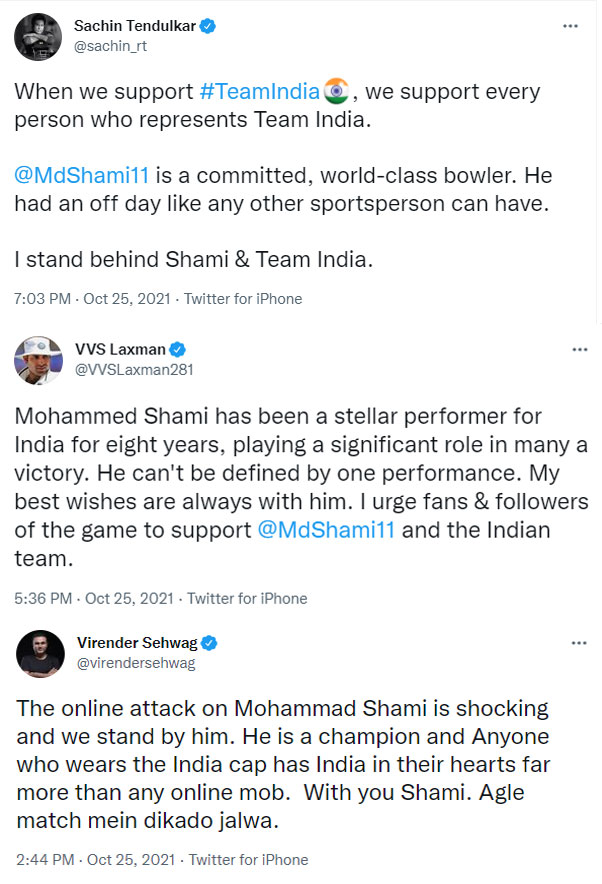 Sachin Tendulkar
@sachin_rt
When we support #TeamIndia, we support every
person who represents Team India.
@MdShami11 is a committed, world-class bowler. He
had an off day like any other sportsperson can have.
I stand behind Shami & Team India.
7:03 PM · Oct 25, 2021 · Twitter for iPhone
VVS Laxman
@VVSLaxman281
Mohammed Shami has been a stellar performer for
India for eight years, playing a significant role in many a
victory. He can't be defined by one performance. My
best wishes are always with him. I urge fans & followers
of the game to support @MdShami11 and the Indian
team.
5:36 PM · Oct 25, 2021 · Twitter for iPhone
Virender Sehwag
@virendersehwag
The online attack on Mohammad Shami is shocking
and we stand by him. He is a champion and Anyone
who wears the India cap has India in their hearts far
more than any online mob.  With you Shami. Agle
match mein dikado jalwa.
2:44 PM · Oct 25, 2021 · Twitter for iPhone